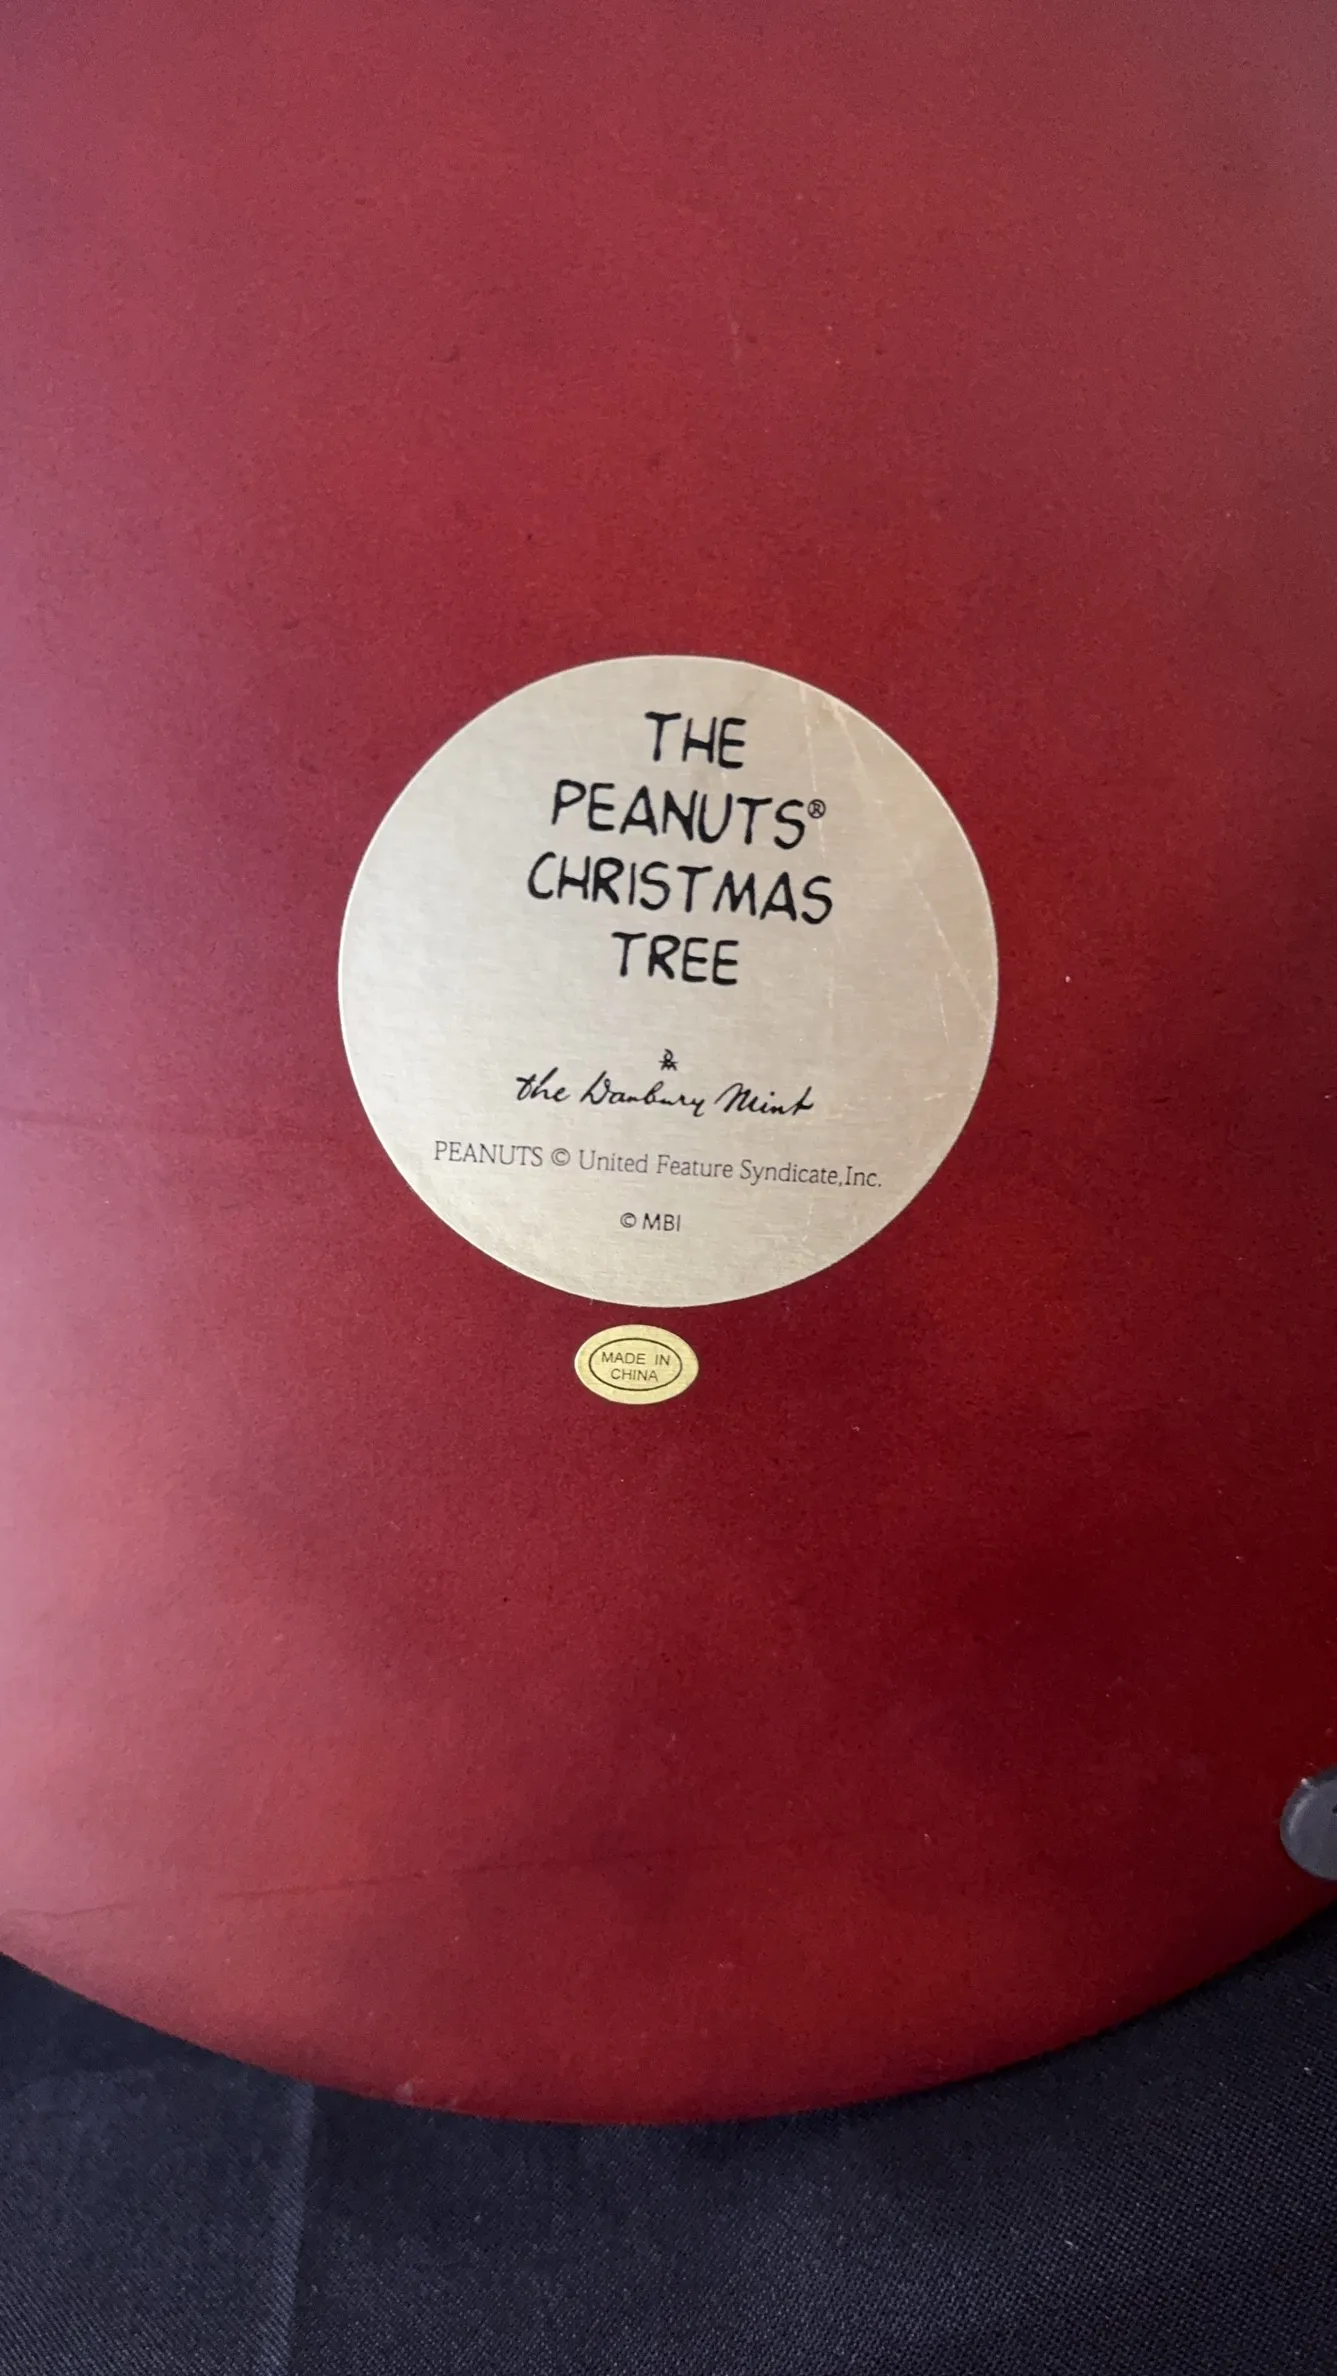 THE
PEANUTS®
CHRISTMAS
TREE
the Danbury Mint
PEANUTS © United Feature Syndicate, Inc.
© MBI
MADE IN
CHINA